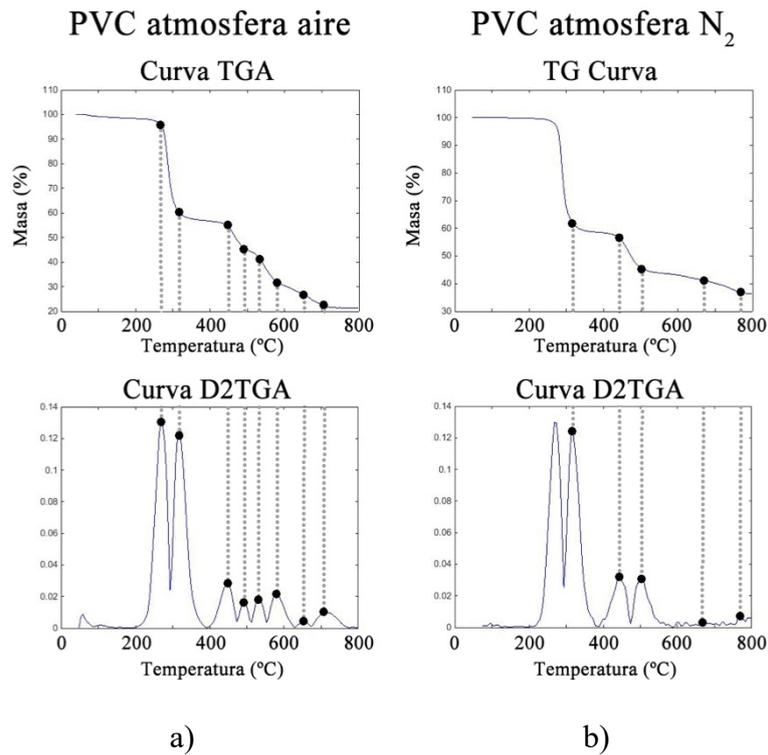 PVC atmosfera aire
PVC atmosfera N2
Curva TGA
TG Curva
110
100
90
80
70
60
50
40
30
20
Masa (%)
0 200 400 600 800
Temperatura (ºC)
110
100
90
80
70
60
50
40
30
Masa (%)
0 200 400 600 800
Temperatura (ºC)
Curva D2TGA
Curva D2TGA
0.14
0.12
0.1
0.08
0.06
0.04
0.02
0
0 200 400 600 800
Temperatura (ºC)
0.14
0.12
0.1
0.08
0.06
0.04
0.02
0
0 200 400 600 800
Temperatura (ºC)
a)
b)